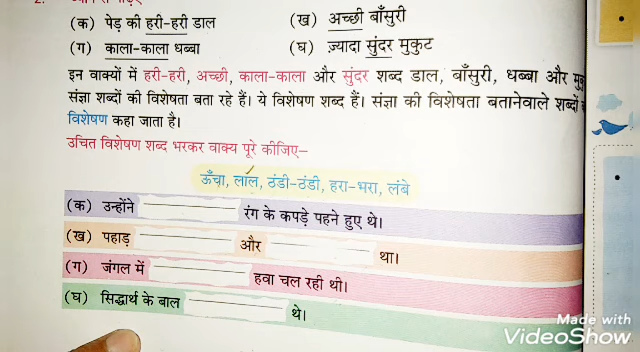 (क) पेड़ की हरी-हरी डाल (ख) अच्छी बाँसुरी
(ग) काला-काला धब्बा (घ) ज़्यादा सुंदर मुकुट
इन वाक्यों में हरी-हरी, अच्छी, काला-काला और सुंदर शब्द डाल, बाँसुरी, धब्बा और
संज्ञा शब्दों की विशेषता बता रहे हैं। ये विशेषण शब्द हैं। संज्ञा की विशेषता बतानेवाले शब्दों
विशेषण कहा जाता है।
उचित विशेषण शब्द भरकर वाक्य पूरे कीजिए–
ऊँचा, लाल, ठंडी-ठंडी, हरा-भरा, लंबे
(क) उन्होंने रंग के कपड़े पहने हुए थे।
(ख) पहाड़ और था।
(ग) जंगल में हवा चल रही थी।
(घ) सिद्धार्थ के बाल थे।
Made with
VideoShow